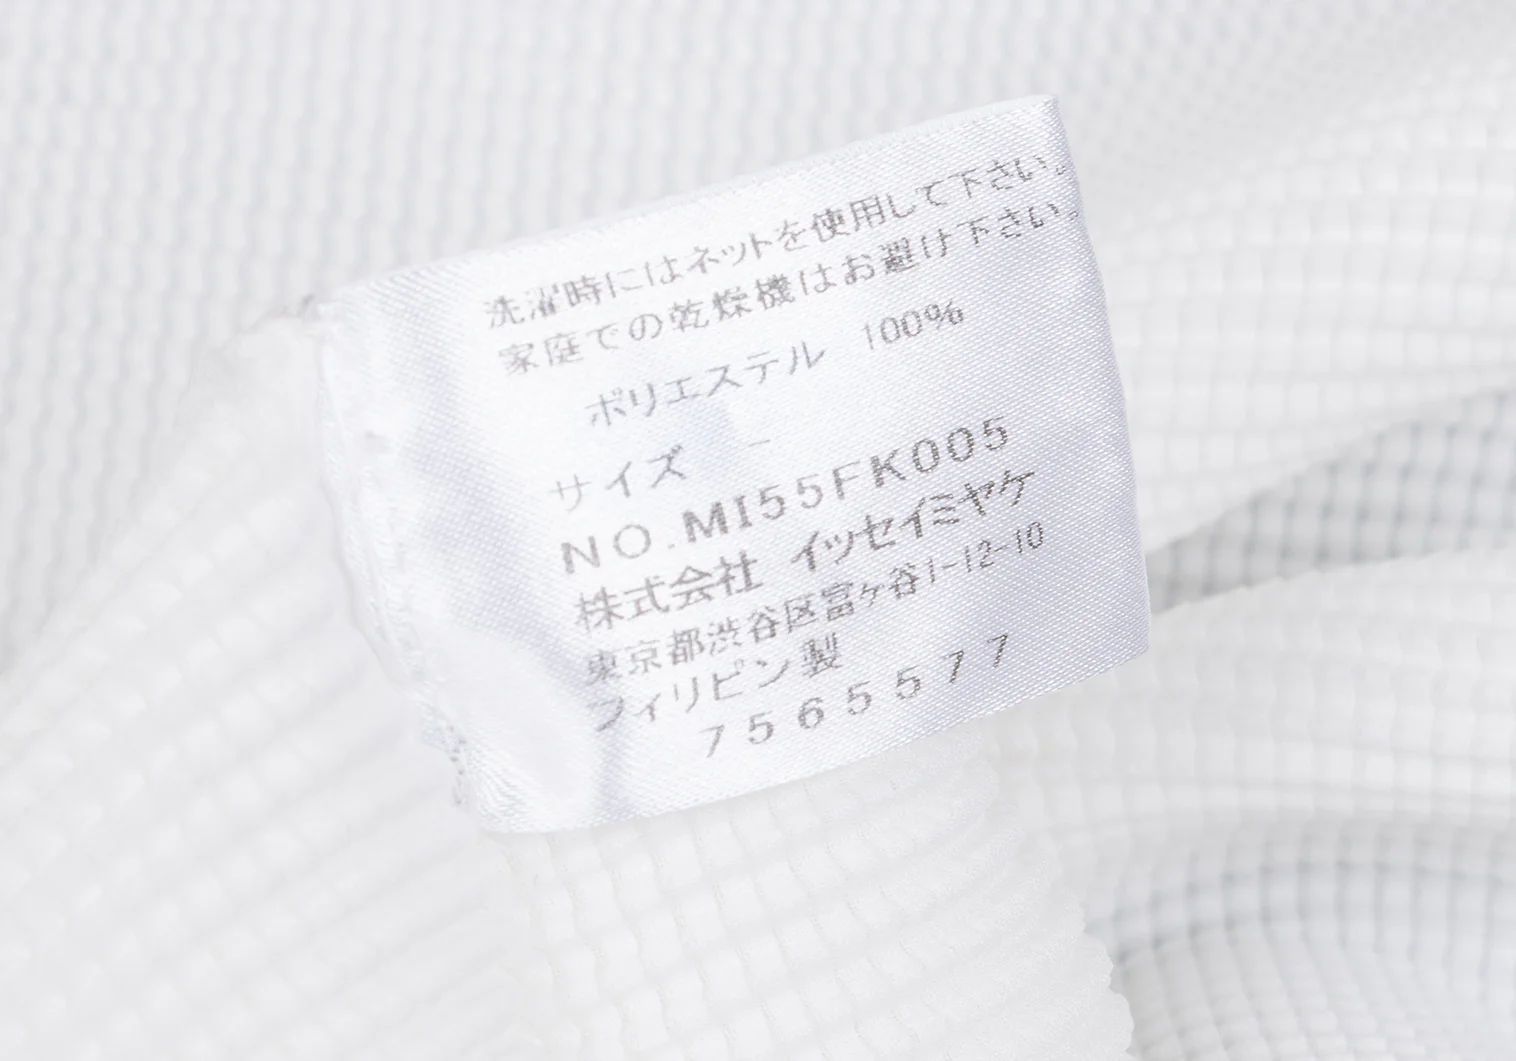 洗濯時にはネットを使用して下さい。
家庭での乾燥機はお避け下さい。
ポリエステル 100%
サイズ －
NO.MI55FK005
株式会社 イッセイミヤケ
東京都渋谷区富ヶ谷1-12-10
フィリピン製
7565577